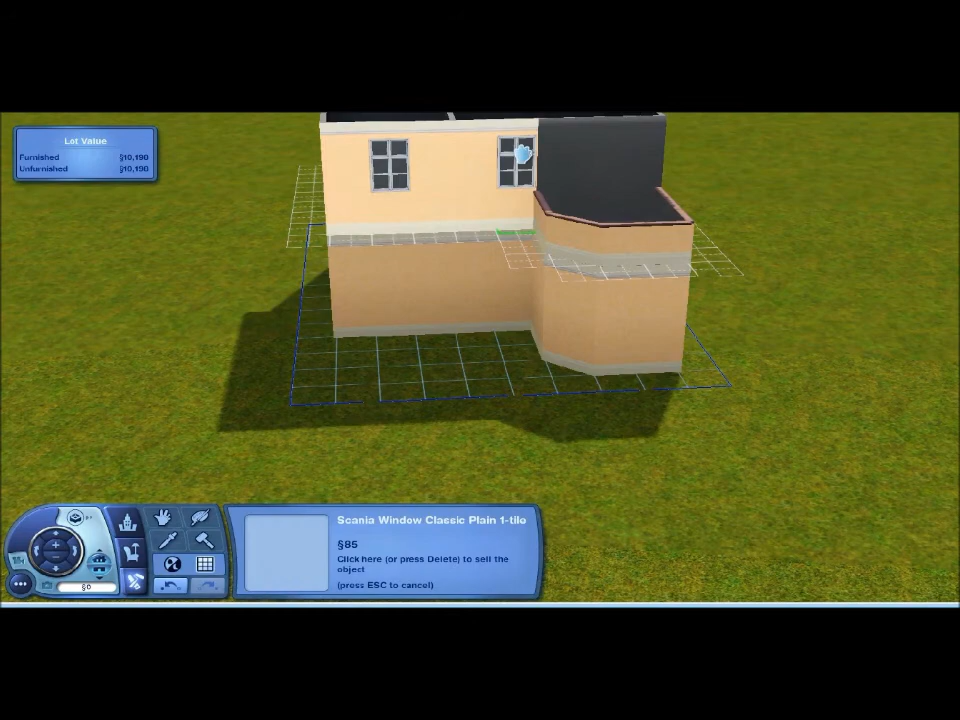 Lot Value
Furnished §10,190
Unfurnished §10,190
Scania Window Classic Plain 1-tile
§85
Click here (or press Delete) to sell the
object
(press ESC to cancel)
§0